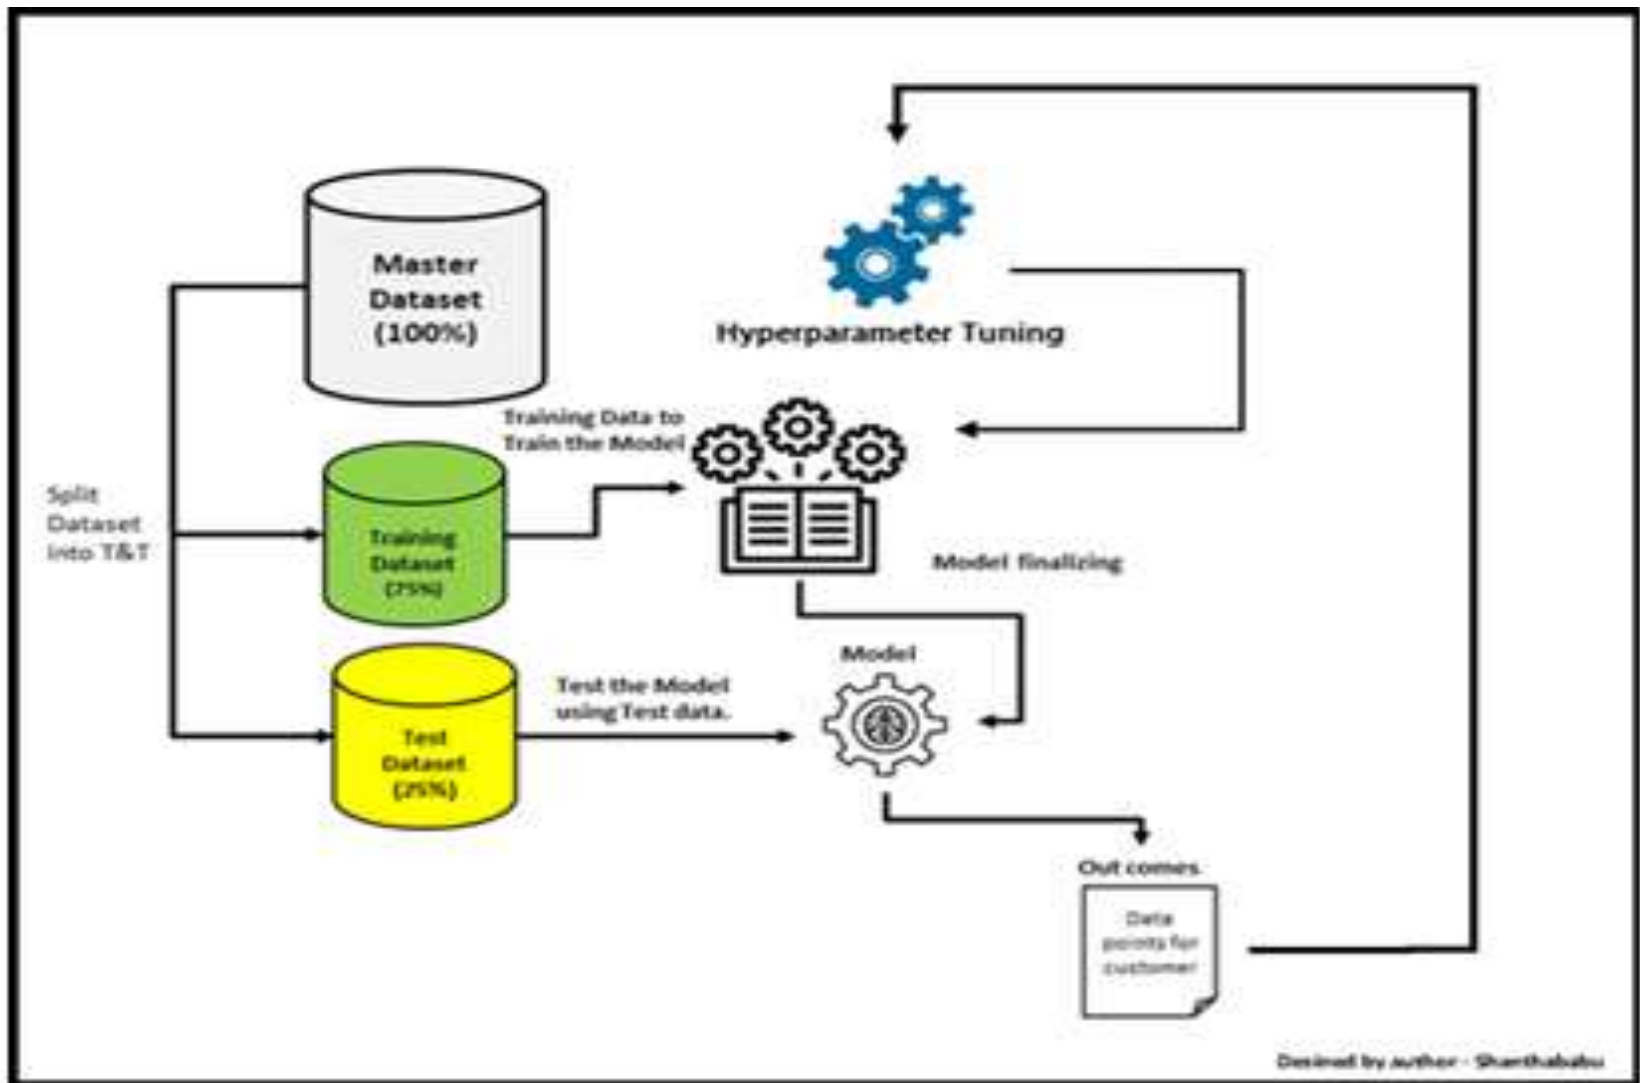 Master
Dataset
(100%)
Hyperparameter Tuning
Training Data to
Train the Model
Split
Dataset
into T&T
Training
Dataset
(75%)
Model finalizing
Model
Test the Model
using Test data.
Test
Dataset
(25%)
Out comes
Data
points for
customer
Desined by author - Shanthababu